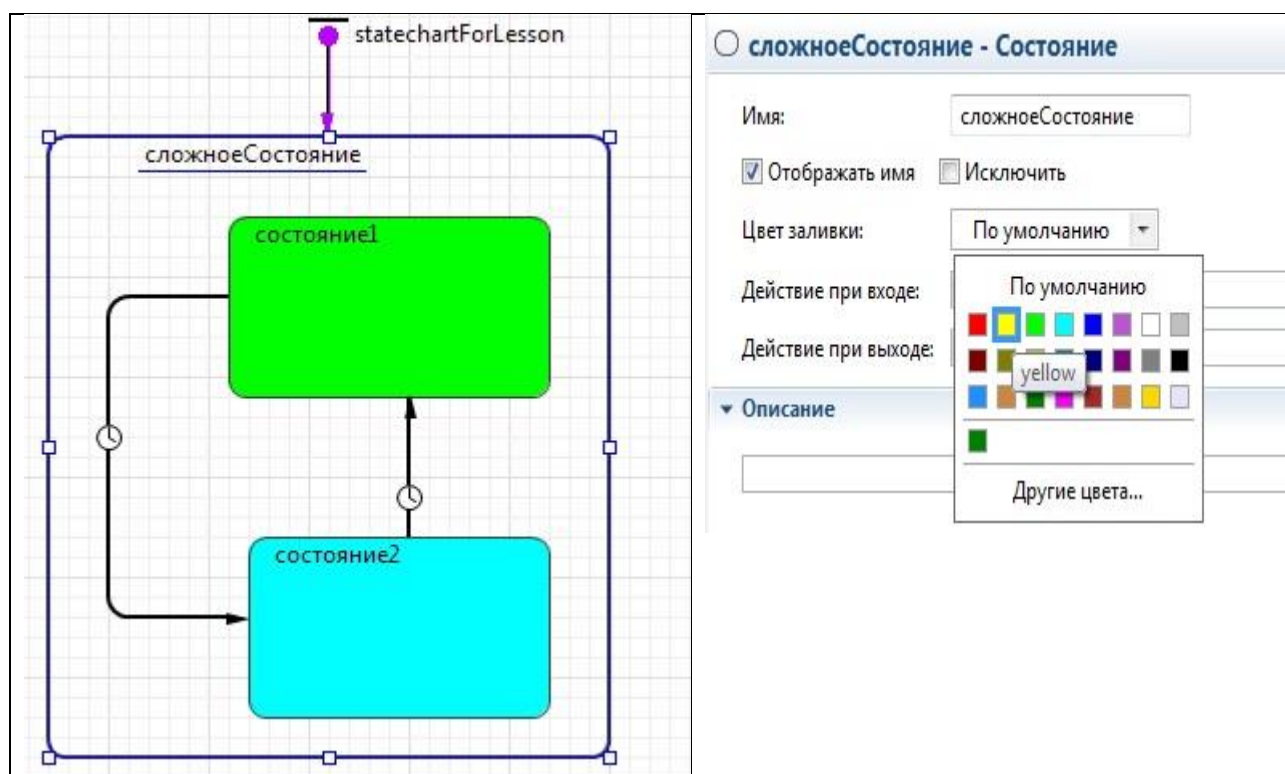 statechartForLesson
сложноеСостояние
состояние1
состояние2
сложноеСостояние - Состояние
Имя:
сложноеСостояние
Отображать имя
Исключить
Цвет заливки:
По умолчанию
Действие при входе:
По умолчанию
Действие при выходе:
yellow
Описание
Другие цвета...